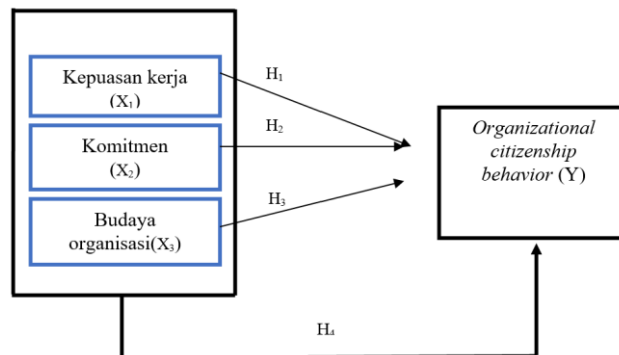 Kepuasan kerja
(X₁)
Komitmen
(X₂)
Budaya
organisasi(X₃)
H₁
H₂
H₃
Organizational
citizenship
behavior (Y)
H₄